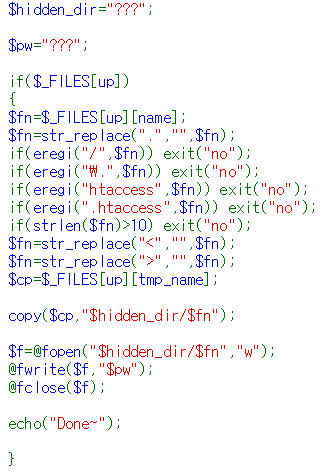 $hidden_dir="???";
$pw="???";
if($_FILES[up])
{
$fn=$_FILES[up][name];
$fn=str_replace(".","",$fn);
if(eregi("/",$fn)) exit("no");
if(eregi("₩.",$fn)) exit("no");
if(eregi("htaccess",$fn)) exit("no");
if(eregi(".htaccess",$fn)) exit("no");
if(strlen($fn)>10) exit("no");
$fn=str_replace("<","",$fn);
$fn=str_replace(">","",$fn);
$cp=$_FILES[up][tmp_name];
copy($cp,"$hidden_dir/$fn");
$f=@fopen("$hidden_dir/$fn","w");
@fwrite($f,"$pw");
@fclose($f);
echo("Done~");
}